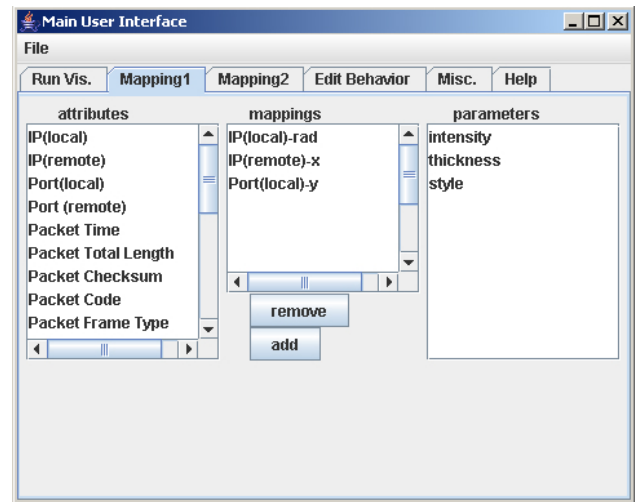 Main User Interface
File
Run Vis. Mapping1 Mapping2 Edit Behavior Misc. Help
attributes mappings parameters
IP(local) IP(local)-rad intensity
IP(remote) IP(remote)-x thickness
Port(local) Port(local)-y style
Port (remote)
Packet Time
Packet Total Length
Packet Checksum
Packet Code
remove
Packet Frame Type
add